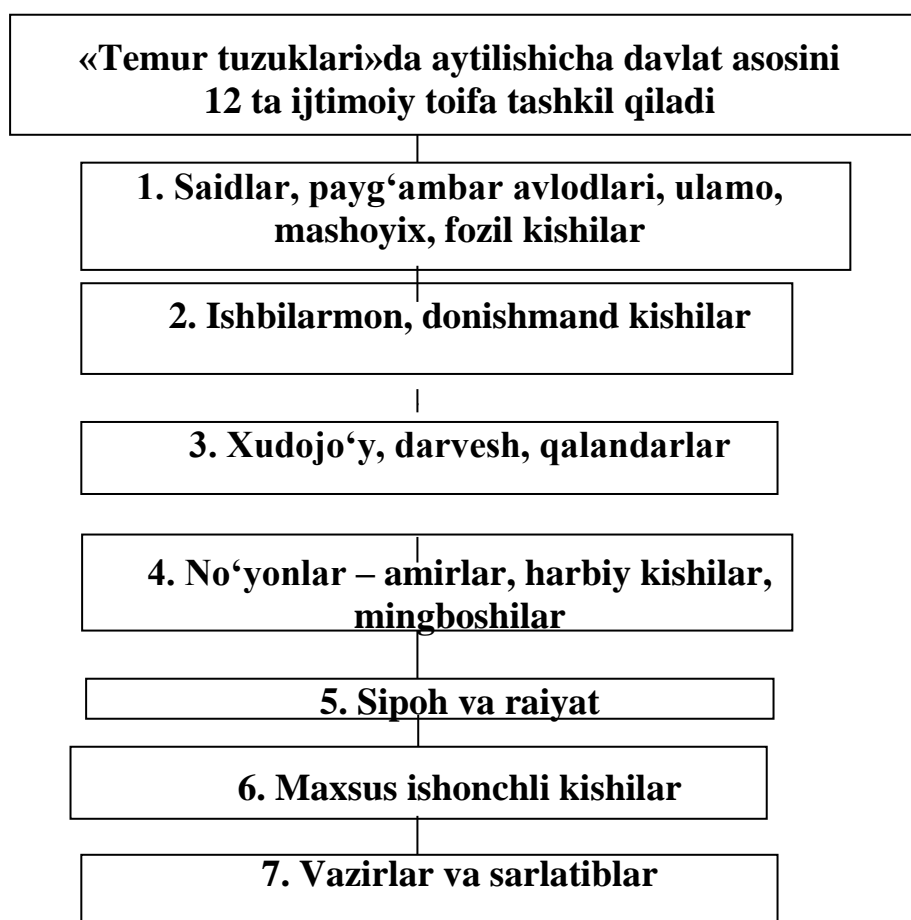 «Temur tuzuklari»da aytilishicha davlat asosini
12 ta ijtimoiy toifa tashkil qiladi
1. Saidlar, payg‘ambar avlodlari, ulamo,
mashoyix, fozil kishilar
2. Ishbilarmon, donishmand kishilar
3. Xudojo‘y, darvesh, qalandarlar
4. No‘yonlar – amirlar, harbiy kishilar,
mingboshilar
5. Sipoh va raiyat
6. Maxsus ishonchli kishilar
7. Vazirlar va sarlatiblar